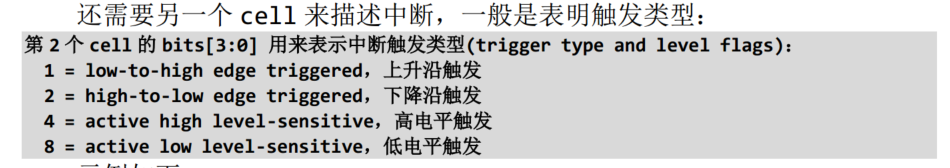 还需要另一个 cell 来描述中断，一般是表明触发类型：
第 2 个 cell 的 bits[3:0] 用来表示中断触发类型(trigger type and level flags)：
1 = low-to-high edge triggered，上升沿触发
2 = high-to-low edge triggered，下降沿触发
4 = active high level-sensitive，高电平触发
8 = active low level-sensitive，低电平触发